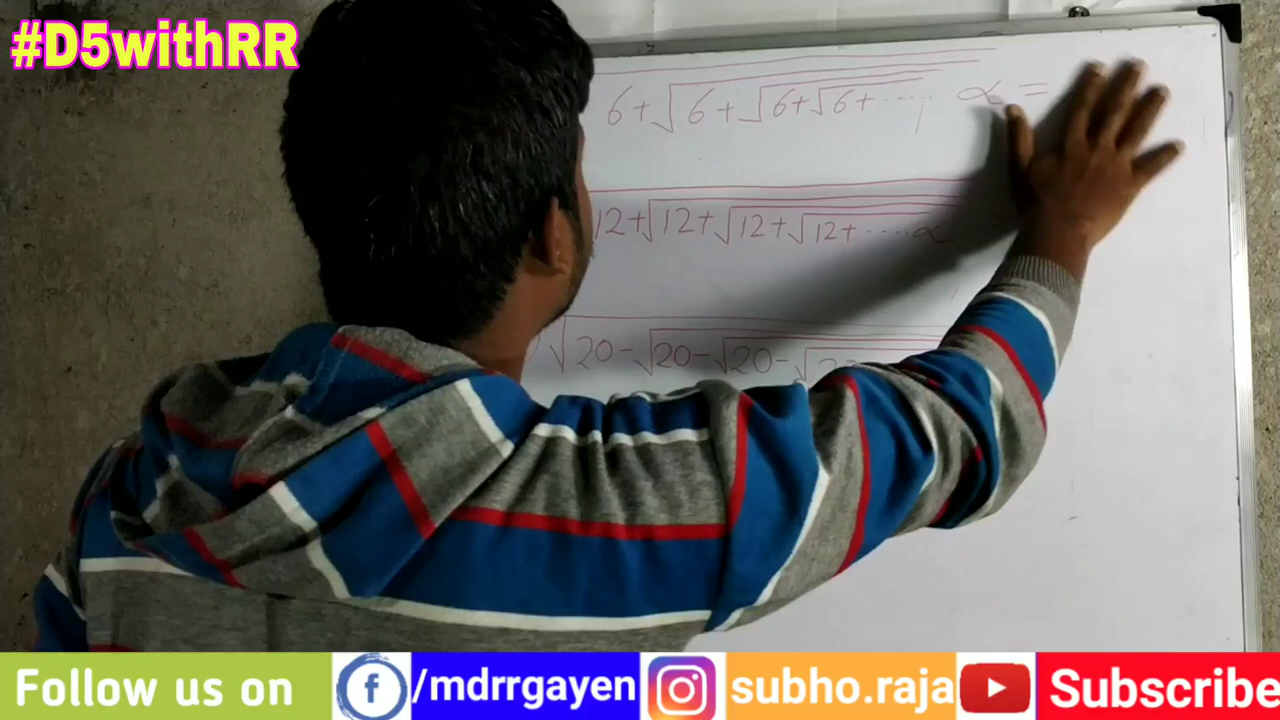 #D5withRR
6+√6+√6+√6+...... α =
12+√12+√12+√12+.....α
√20-√20-√20-√
Follow us on /mdrrgayen subho.raja Subscribe